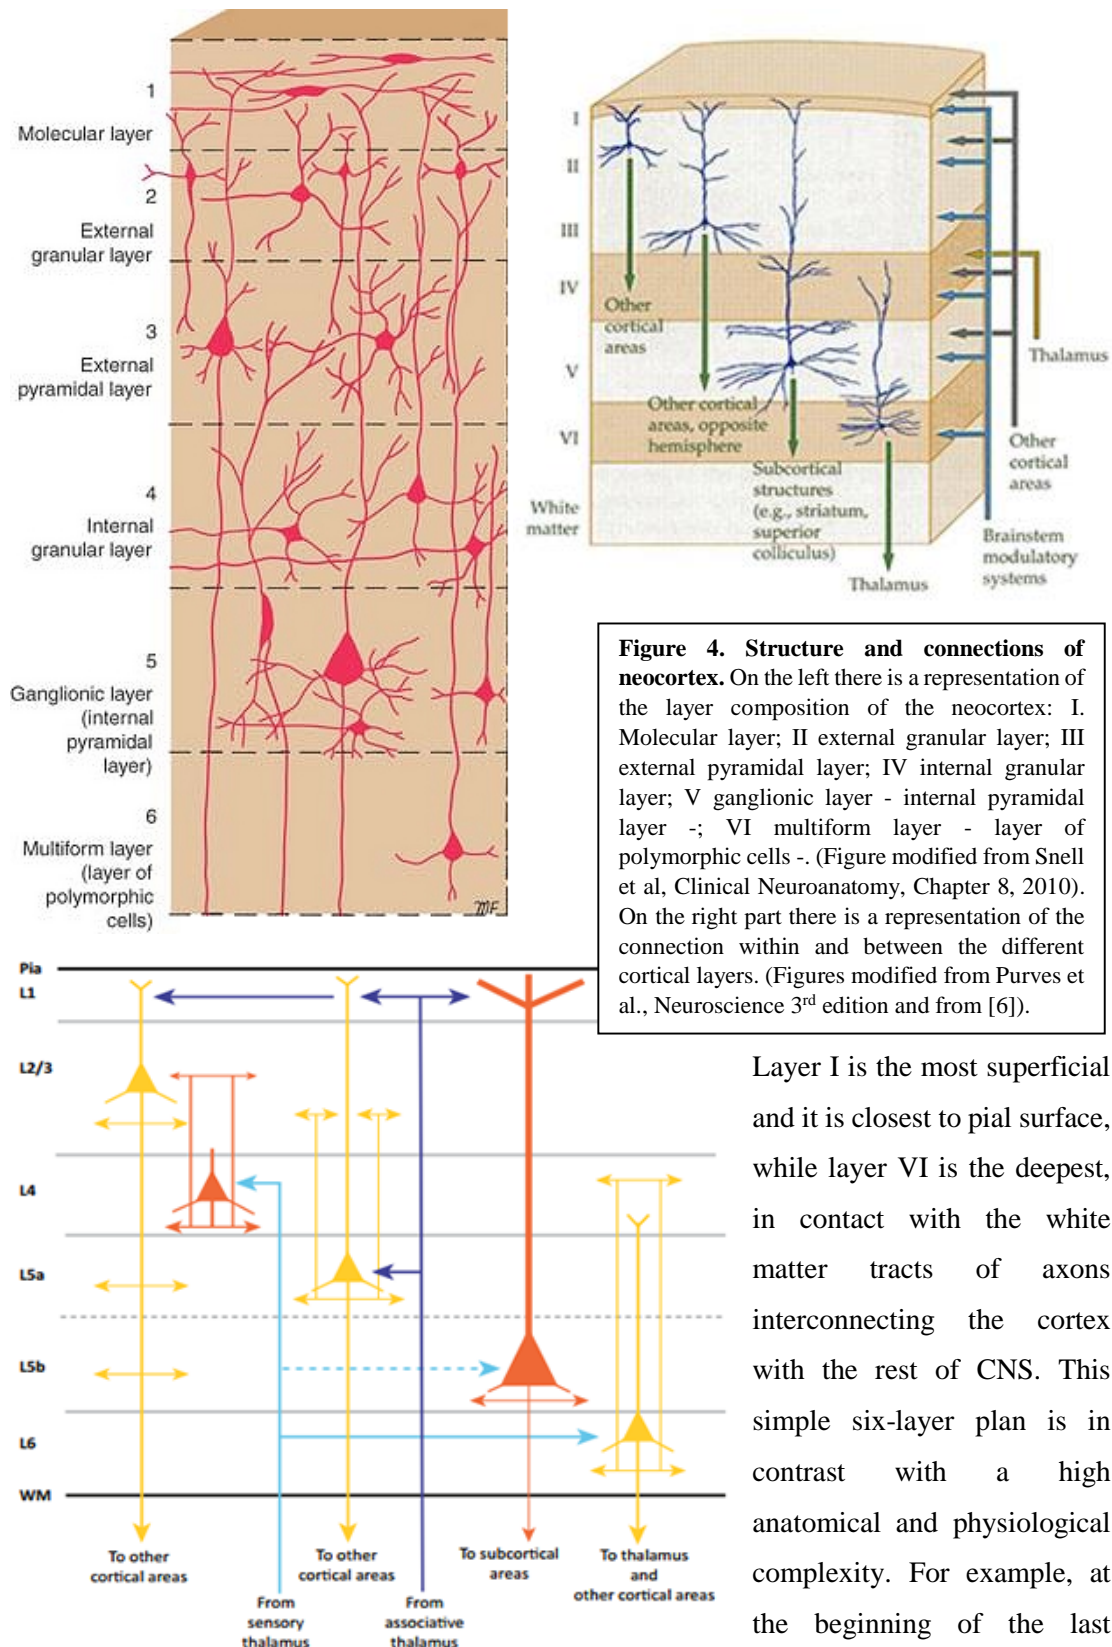 1
Molecular layer
2
External
granular layer
3
External
pyramidal layer
4
Internal
granular layer
5
Ganglionic layer
(internal
pyramidal
layer)
6
Multiform layer
(layer of
polymorphic
cells)
I
II
III
IV
V
VI
White
matter
Other
cortical
areas
Other cortical
areas, opposite
hemisphere
Subcortical
structures
(e.g., striatum,
superior
colliculus)
Thalamus
Thalamus
Other
cortical
areas
Brainstem
modulatory
systems
Figure 4. Structure and connections of
neocortex. On the left there is a representation of
the layer composition of the neocortex: I.
Molecular layer; II external granular layer; III
external pyramidal layer; IV internal granular
layer; V ganglionic layer - internal pyramidal
layer -; VI multiform layer - layer of
polymorphic cells -. (Figure modified from Snell
et al, Clinical Neuroanatomy, Chapter 8, 2010).
On the right part there is a representation of the
connection within and between the different
cortical layers. (Figures modified from Purves et
al., Neuroscience 3rd edition and from [6]).
Pia
L1
L2/3
L4
L5a
L5b
L6
WM
To other
cortical areas
To other
cortical areas
To subcortical
areas
To thalamus
and
other cortical areas
From
sensory
thalamus
From
associative
thalamus
Layer I is the most superficial
and it is closest to pial surface,
while layer VI is the deepest,
in contact with the white
matter tracts of axons
interconnecting the cortex
with the rest of CNS. This
simple six-layer plan is in
contrast with a high
anatomical and physiological
complexity. For example, at
the beginning of the last